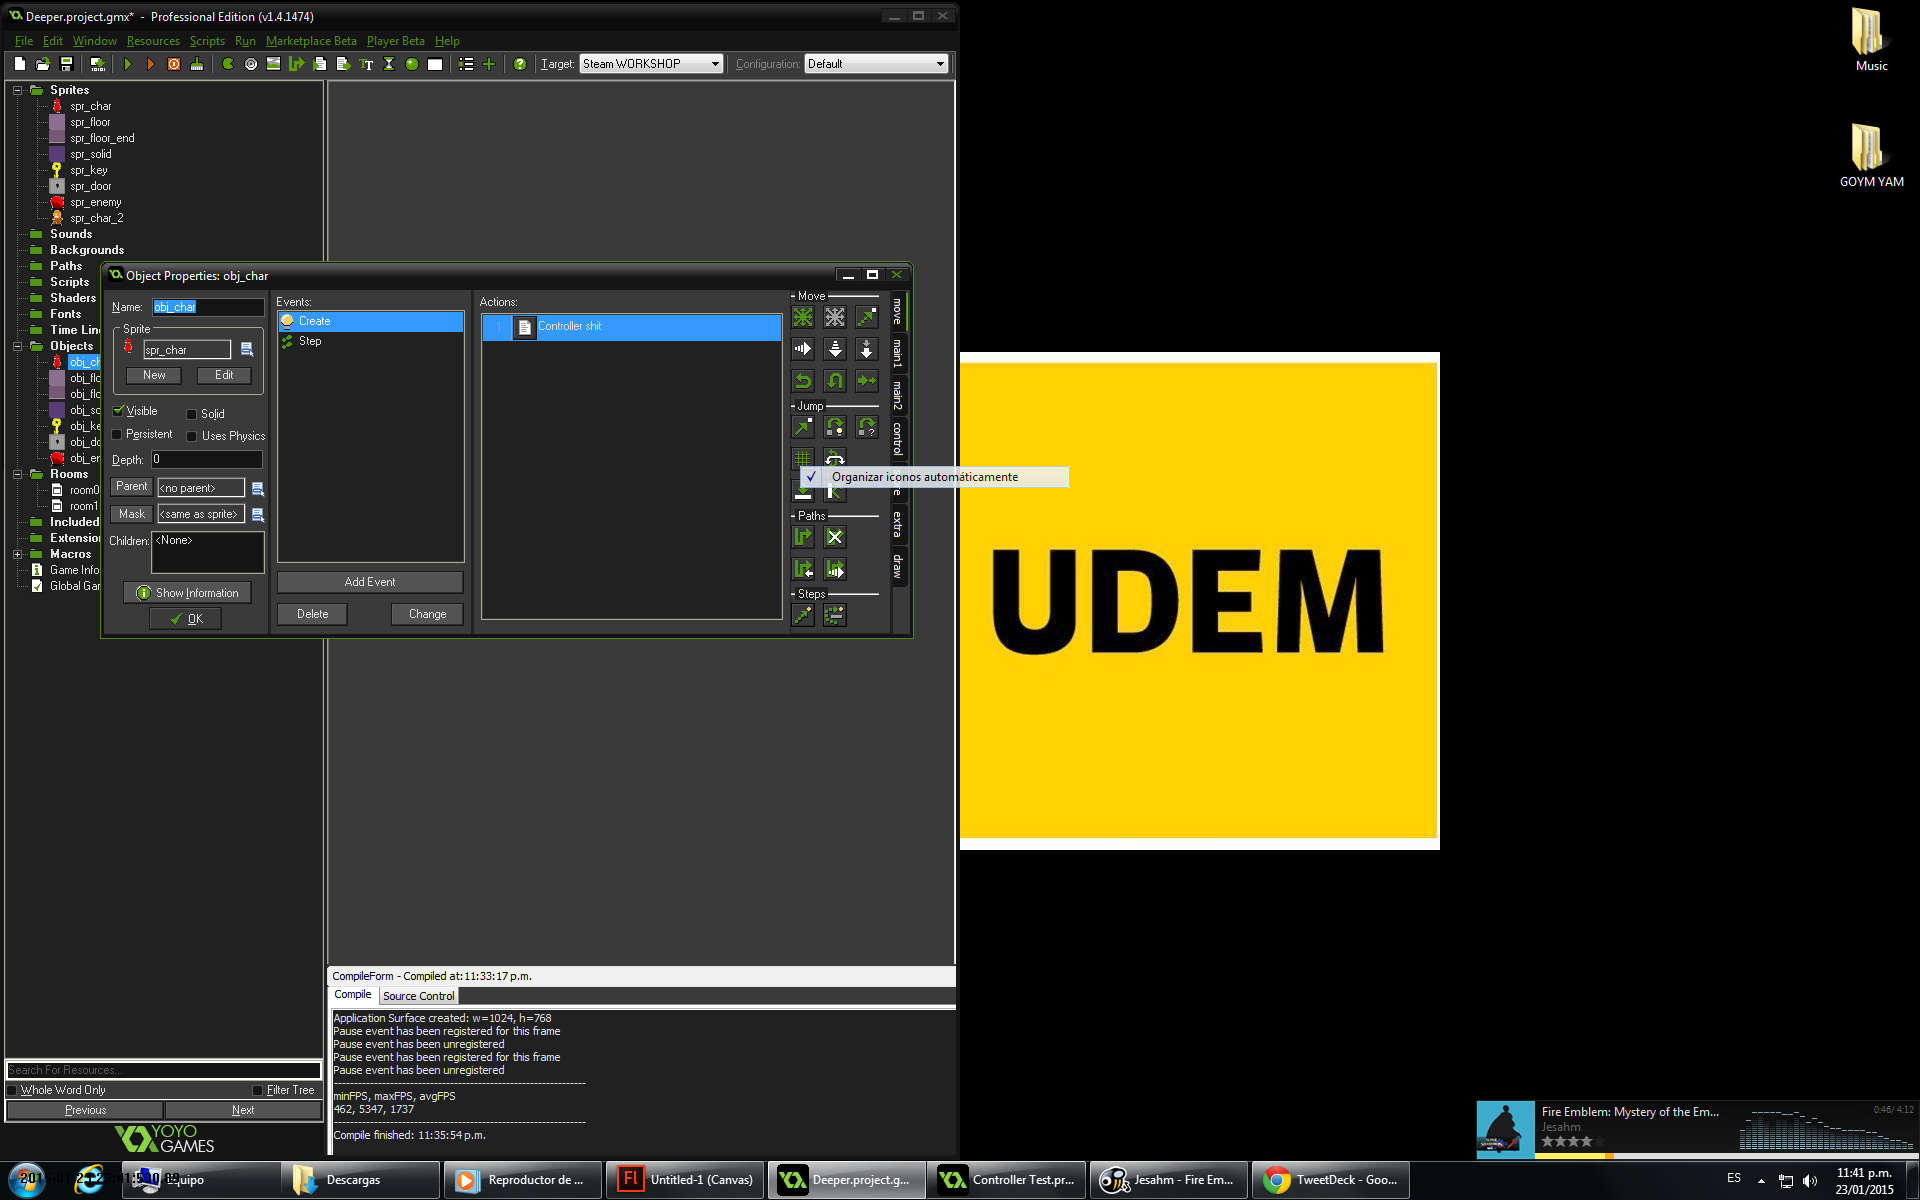 Deeper.project.gmx* - Professional Edition (v1.4.1474)
File Edit Window Resources Scripts Run Marketplace Beta Player Beta Help
Target: Steam WORKSHOP Configuration: Default
Sprites
spr_char
spr_floor
spr_floor_end
spr_solid
spr_key
spr_door
spr_enemy
spr_char_2
Sounds
Backgrounds
Paths
Scripts
Shaders
Fonts
Time Line
Objects
obj_ch
obj_flo
obj_flo
obj_so
obj_ke
obj_do
obj_en
Rooms
room0
room1
Included
Extension
Macros
Game Info
Global Gar
Object Properties: obj_char
Name: obj_char
Sprite
spr_char
New Edit
Visible Solid
Persistent Uses Physics
Depth: 0
Parent <no parent>
Mask <same as sprite>
Children: <None>
Show Information
OK
Events:
Create
Step
Add Event
Delete Change
Actions:
1 Controller shit
Move
Jump
Paths
Steps
move
main1
main2
control
extra
draw
Organizar iconos automáticamente
UDEM
Music
GOYM YAM
CompileForm - Compiled at: 11:33:17 p.m.
Compile Source Control
Application Surface created: w=1024, h=768
Pause event has been registered for this frame
Pause event has been unregistered
Pause event has been registered for this frame
Pause event has been unregistered
minFPS, maxFPS, avgFPS
462, 5347, 1737
Compile finished: 11:35:54 p.m.
Search For Resources...
Whole Word Only Filter Tree
Previous Next
YOYO
GAMES
Fire Emblem: Mystery of the Em... 0:46/ 4:12
Jesahm
Equipo
Descargas
Reproductor de ...
Untitled-1 (Canvas)
Deeper.project.g...
Controller Test.pr...
Jesahm - Fire Em...
TweetDeck - Goo...
ES
11:41 p.m.
23/01/2015